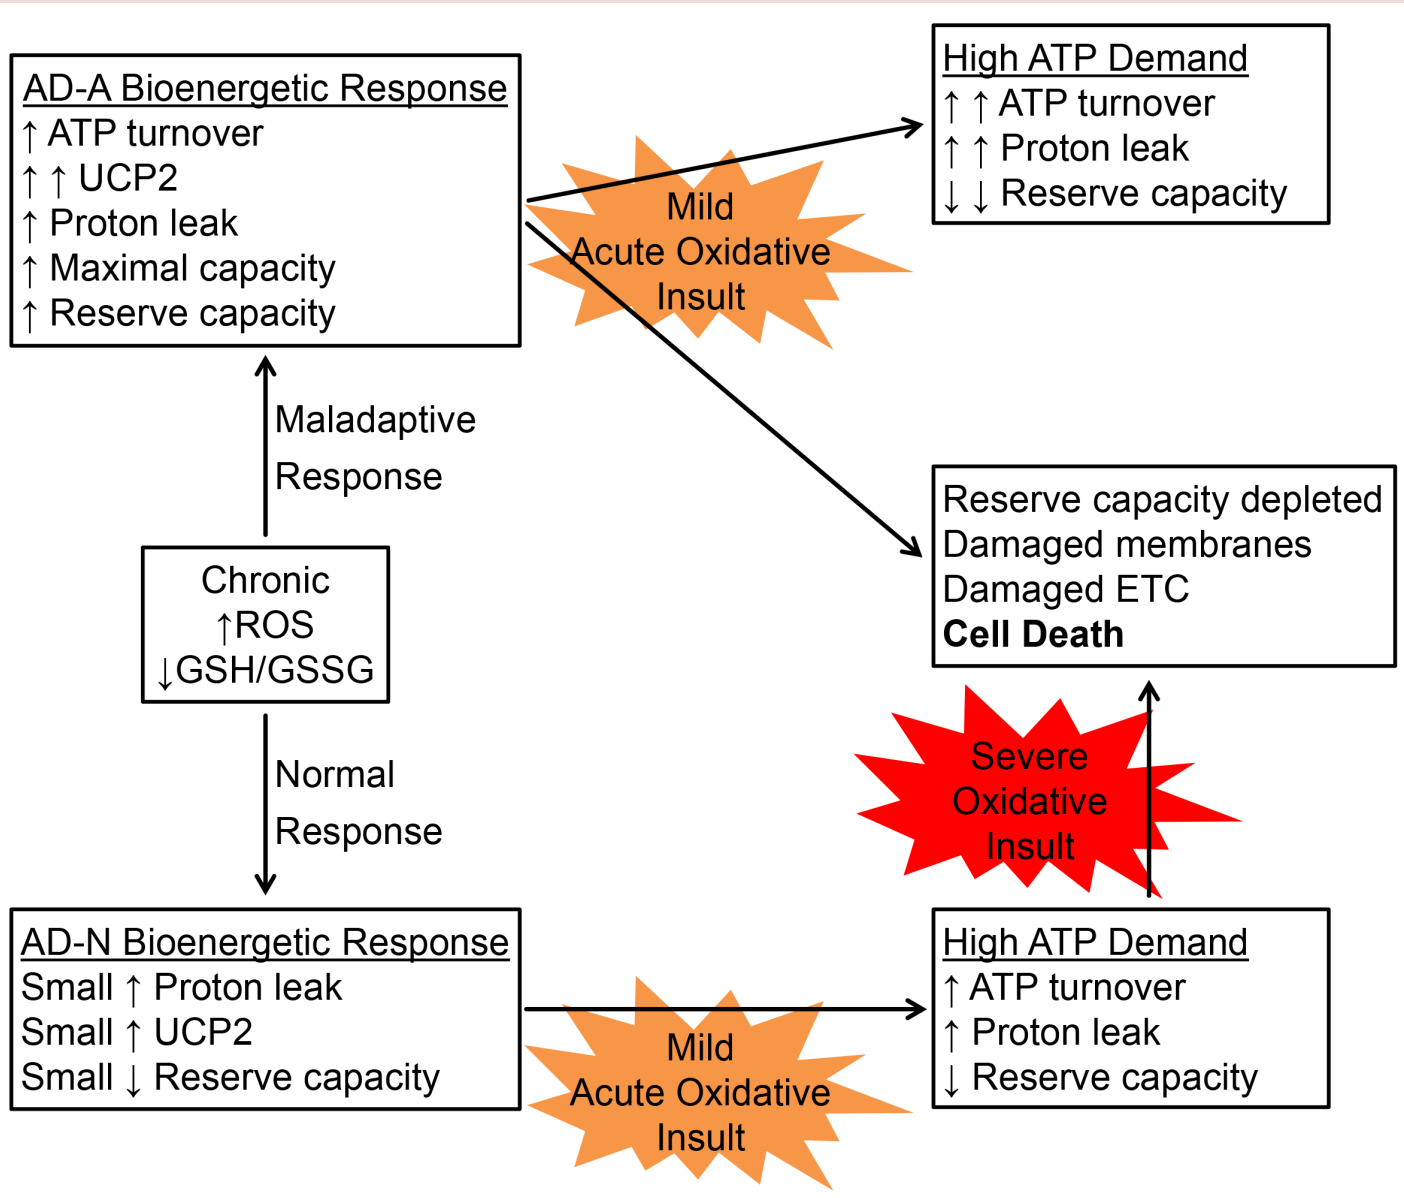 AD-A Bioenergetic Response
↑ ATP turnover
↑ ↑ UCP2
↑ Proton leak
↑ Maximal capacity
↑ Reserve capacity
Mild
Acute Oxidative
Insult
High ATP Demand
↑ ↑ ATP turnover
↑ ↑ Proton leak
↓ ↓ Reserve capacity
Maladaptive
Response
Chronic
↑ROS
↓GSH/GSSG
Reserve capacity depleted
Damaged membranes
Damaged ETC
Cell Death
Normal
Response
Severe
Oxidative
Insult
AD-N Bioenergetic Response
Small ↑ Proton leak
Small ↑ UCP2
Small ↓ Reserve capacity
Mild
Acute Oxidative
Insult
High ATP Demand
↑ ATP turnover
↑ Proton leak
↓ Reserve capacity